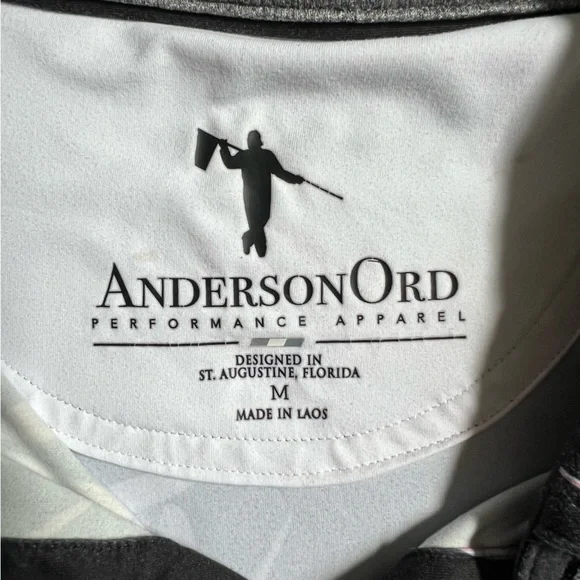 ANDERSONORD
PERFORMANCE APPAREL
DESIGNED IN
ST. AUGUSTINE, FLORIDA
M
MADE IN LAOS